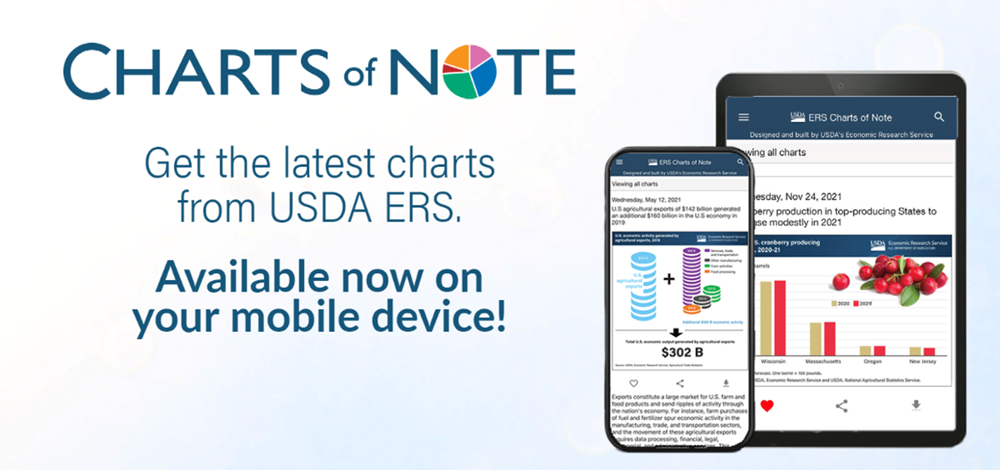 CHARTS of NOTE
Get the latest charts
from USDA ERS.
Available now on
your mobile device!
USDA ERS Charts of Note
Designed and built by USDA's Economic Research Service
Viewing all charts
Wednesday, May 12, 2021
U.S agricultural exports of $142 billion generated
an additional $160 billion in the U.S economy in
2019
U.S. economic activity generated by
agricultural exports, 2019
USDA Economic Research Service
U.S. DEPARTMENT OF AGRICULTURE
Services, trade,
and transportation
Other manufacturing
Farm activities
Food processing
U.S.
agricultural
exports
+
Additional $160 B economic activity
Total U.S. economic output generated by agricultural exports
$302 B
Source: USDA, Economic Research Service, Agricultural Trade Multiplier.
Exports constitute a large market for U.S. farm and
food products and send ripples of activity through
the nation's economy. For instance, farm purchases
of fuel and fertilizer spur economic activity in the
manufacturing, trade, and transportation sectors,
and the movement of these agricultural exports
requires data processing, financial, legal,
and administrative services. This
USDA ERS Charts of Note
Designed and built by USDA's Economic Research Service
wing all charts
esday, Nov 24, 2021
berry production in top-producing States to
se modestly in 2021
S. cranberry producing
, 2020-21
USDA Economic Research Service
U.S. DEPARTMENT OF AGRICULTURE
arrels
2020 2021f
Wisconsin Massachusetts Oregon New Jersey
forecast. One barrel = 100 pounds.
SDA, Economic Research Service and USDA, National Agricultural Statistics Service.